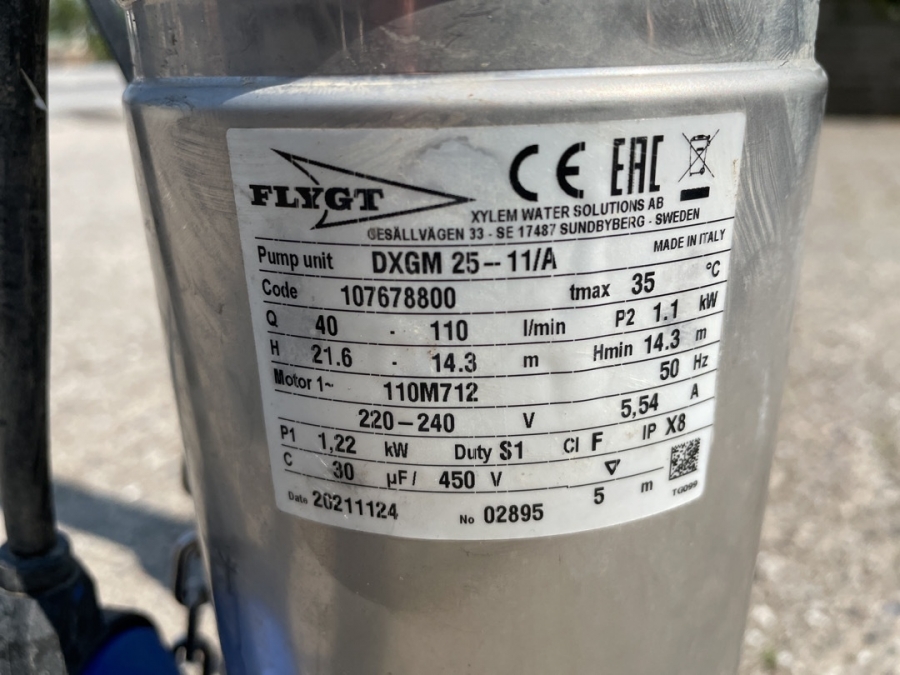 FLYGT
CE EAC
XYLEM WATER SOLUTIONS AB
GESÄLLVÄGEN 33 - SE 17487 SUNDBYBERG - SWEDEN
MADE IN ITALY
Pump unit DXGM 25-11/A
Code 107678800 tmax 35 °C
Q 40 - 110 l/min P2 1.1 kW
H 21.6 - 14.3 m Hmin 14.3 m
Motor 1~ 110M712 50 Hz
220-240 V 5,54 A
P1 1,22 kW Duty S1 Cl F IP X8
C 30 µF/ 450 V 5 m
Date 20211124 No 02895 TG099